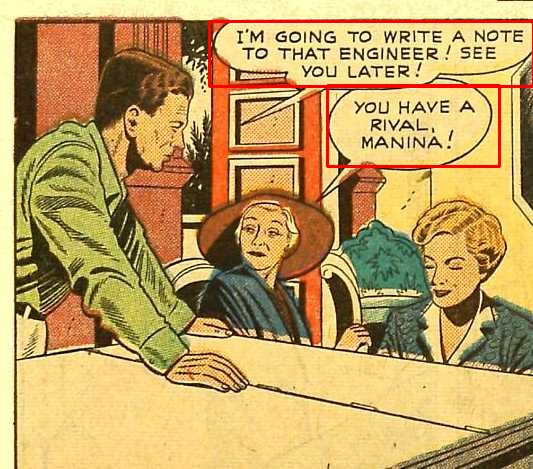 I'M GOING TO WRITE A NOTE
TO THAT ENGINEER! SEE
YOU LATER!
YOU HAVE A
RIVAL,
MANINA!